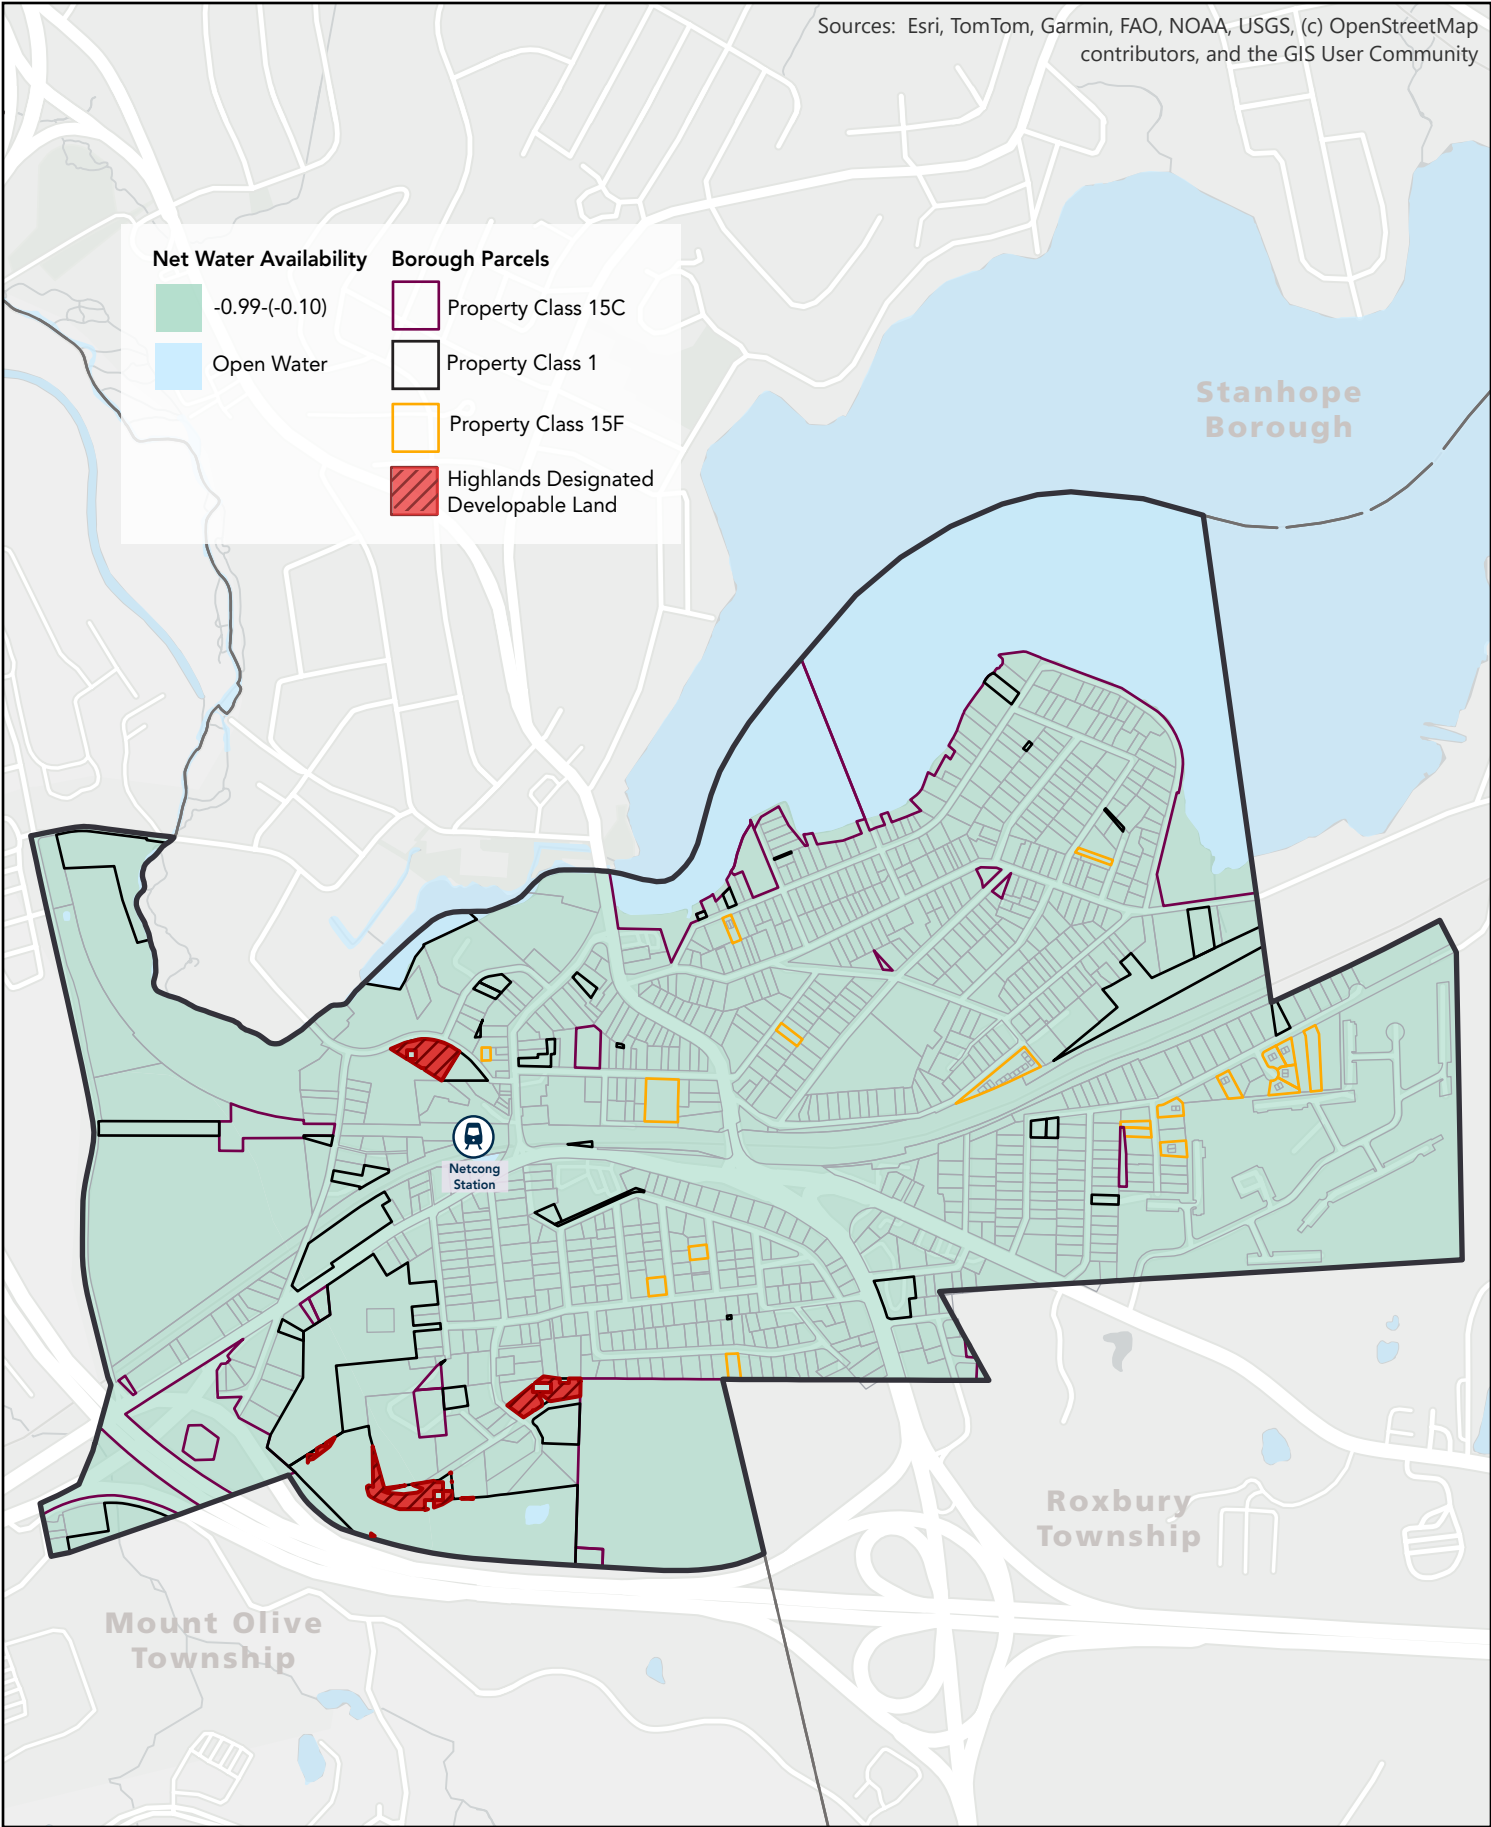 Sources: Esri, TomTom, Garmin, FAO, NOAA, USGS, (c) OpenStreetMap
contributors, and the GIS User Community
Net Water Availability
-0.99-(-0.10)
Open Water
Borough Parcels
Property Class 15C
Property Class 1
Property Class 15F
Highlands Designated
Developable Land
Stanhope
Borough
Netcong
Station
Roxbury
Township
Mount Olive
Township